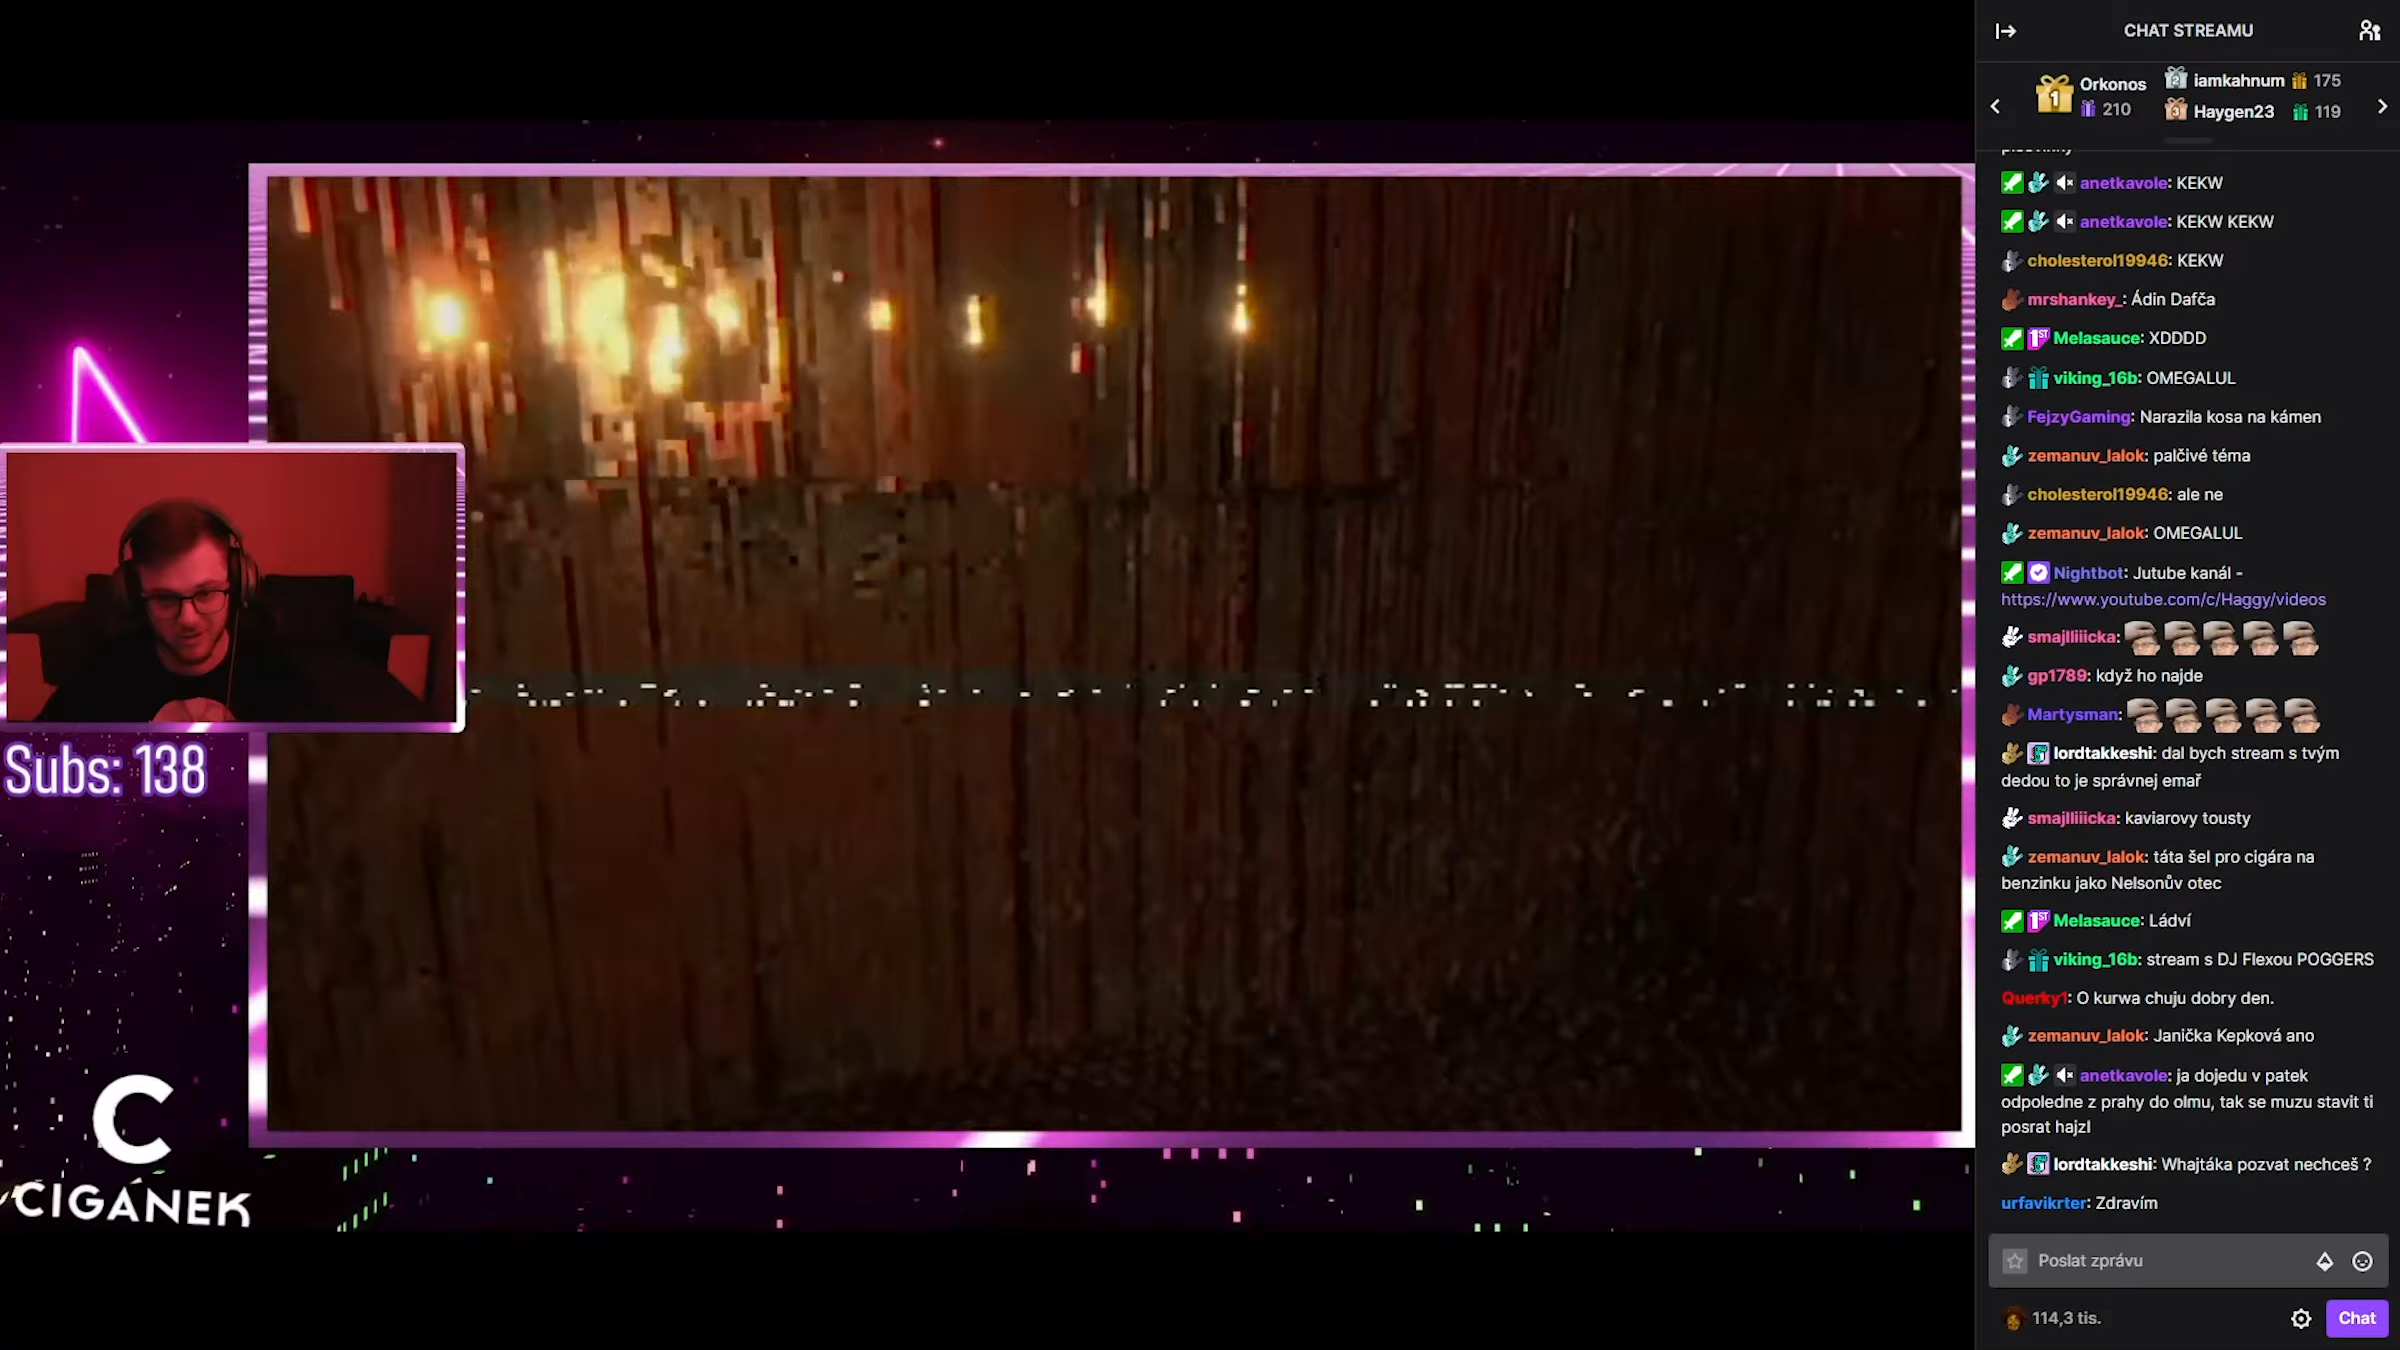 Subs: 138
C
CIGÁNEK
CHAT STREAMU
1 Orkonos
210
2 iamkahnum 175
3 Haygen23 119
anetkavole: KEKW
anetkavole: KEKW KEKW
cholesterol19946: KEKW
mrshankey_: Ádin Dafča
1ST Melasauce: XDDDD
viking_16b: OMEGALUL
FejzyGaming: Narazila kosa na kámen
zemanuv_lalok: palčivé téma
cholesterol19946: ale ne
zemanuv_lalok: OMEGALUL
Nightbot: Jutube kanál -
https://www.youtube.com/c/Haggy/videos
smajlliiicka:
gp1789: když ho najde
Martysman:
lordtakkeshi: dal bych stream s tvým
dedou to je správnej emař
smajlliiicka: kaviarovy tousty
zemanuv_lalok: táta šel pro cigára na
benzinku jako Nelsonův otec
1ST Melasauce: Ládví
viking_16b: stream s DJ Flexou POGGERS
Querky1: O kurwa chuju dobry den.
zemanuv_lalok: Janička Kepková ano
anetkavole: ja dojedu v patek
odpoledne z prahy do olmu, tak se muzu stavit ti
posrat hajzl
lordtakkeshi: Whajtáka pozvat nechceš ?
urfavikrter: Zdravím
Poslat zprávu
114,3 tis.
Chat